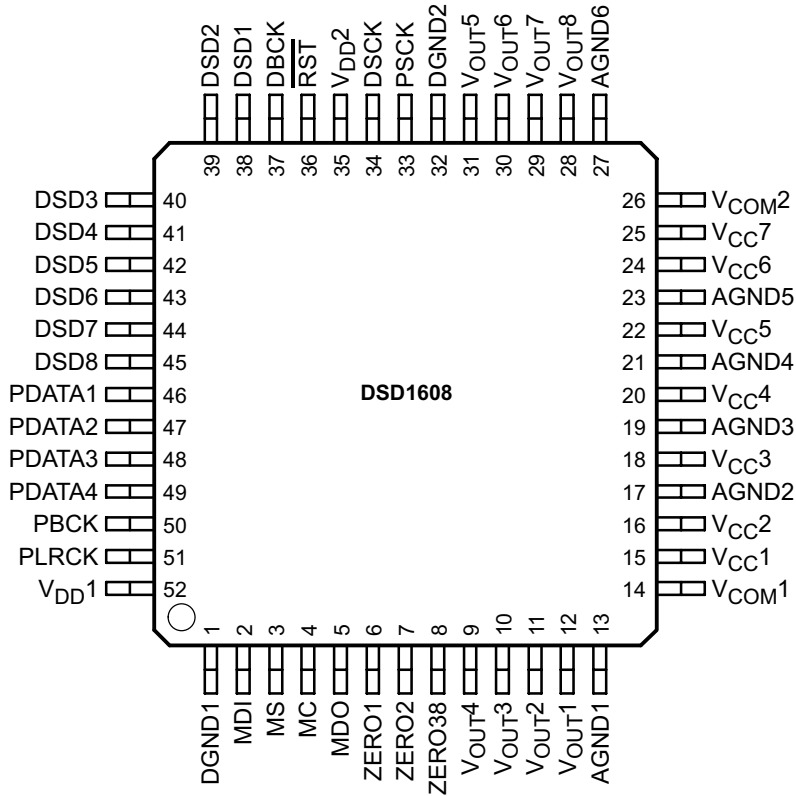 DSD2
DSD1
DBCK
RST
VDD2
DSCK
PSCK
DGND2
VOUT5
VOUT6
VOUT7
VOUT8
AGND6
39
38
37
36
35
34
33
32
31
30
29
28
27
DSD3 40
DSD4 41
DSD5 42
DSD6 43
DSD7 44
DSD8 45
PDATA1 46
PDATA2 47
PDATA3 48
PDATA4 49
PBCK 50
PLRCK 51
VDD1 52
DSD1608
26 VCOM2
25 VCC7
24 VCC6
23 AGND5
22 VCC5
21 AGND4
20 VCC4
19 AGND3
18 VCC3
17 AGND2
16 VCC2
15 VCC1
14 VCOM1
1
2
3
4
5
6
7
8
9
10
11
12
13
DGND1
MDI
MS
MC
MDO
ZERO1
ZERO2
ZERO38
VOUT4
VOUT3
VOUT2
VOUT1
AGND1